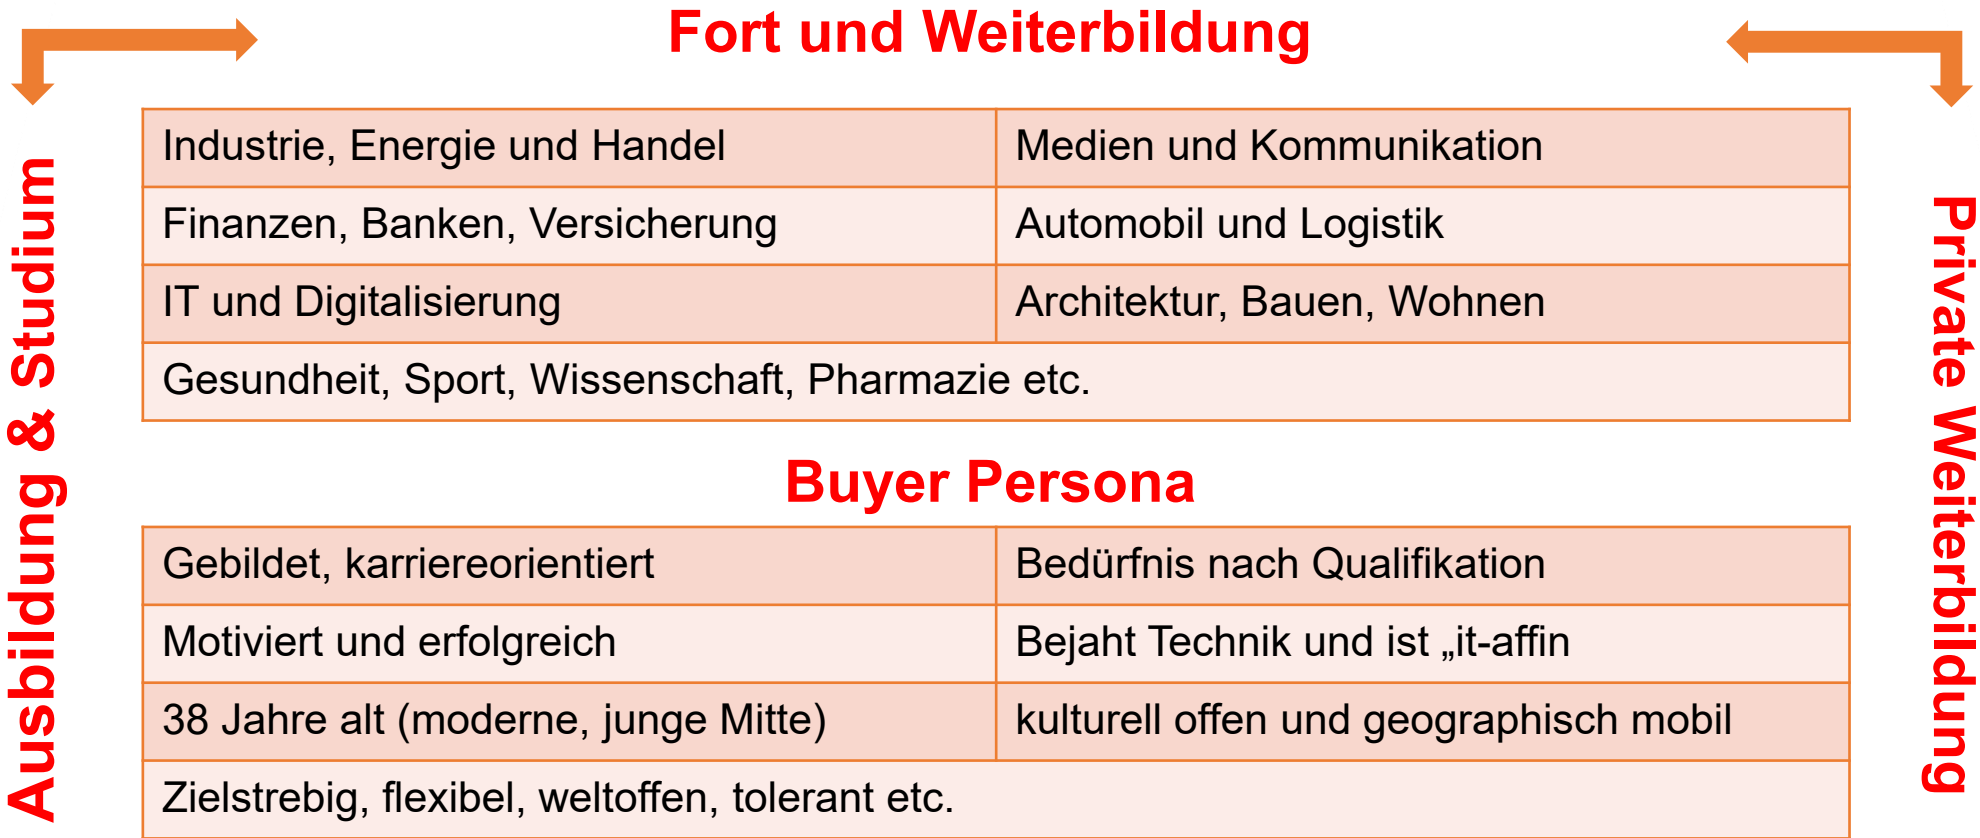 Fort und Weiterbildung
Industrie, Energie und Handel
Medien und Kommunikation
Finanzen, Banken, Versicherung
Automobil und Logistik
IT und Digitalisierung
Architektur, Bauen, Wohnen
Gesundheit, Sport, Wissenschaft, Pharmazie etc.
Buyer Persona
Gebildet, karriereorientiert
Bedürfnis nach Qualifikation
Motiviert und erfolgreich
Bejaht Technik und ist „it-affin
38 Jahre alt (moderne, junge Mitte)
kulturell offen und geographisch mobil
Zielstrebig, flexibel, weltoffen, tolerant etc.
Ausbildung & Studium
Private Weiterbildung